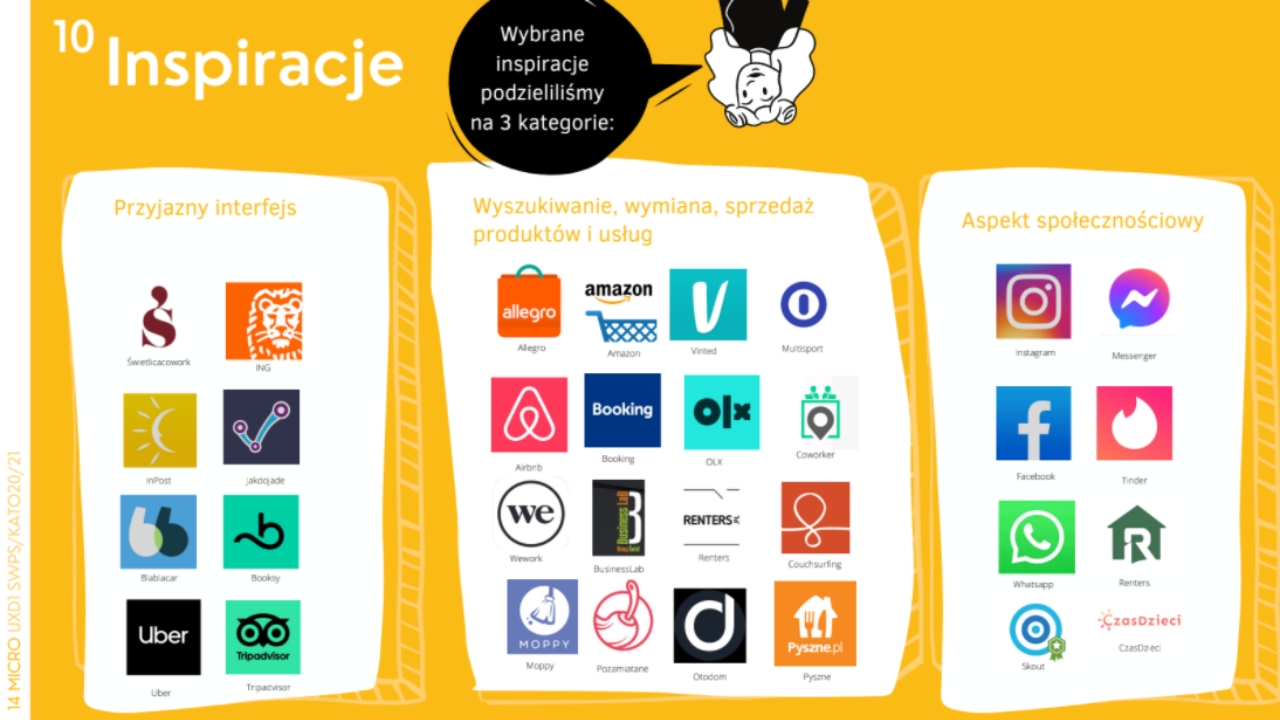 10 Inspiracje
Wybrane
inspiracje
podzieliliśmy
na 3 kategorie:
Przyjazny interfejs
Świetlicacowork
ING
InPost
jakdojade
Blablacar
Booksy
Uber
Uber
Tripadvisor
Tripadvisor
Wyszukiwanie, wymiana, sprzedaż
produktów i usług
allegro
amazon
Allegro
Amazon
Vinted
Multisport
Booking
olx
Airbnb
Booking
OLX
Coworker
we
Business LaB
RENTERS
Wework
BusinessLab
Renters
Couchsurfing
MOPPY
Pyszne.pl
Moppy
Pozamiatane
Otodom
Pyszne
Aspekt społecznościowy
Instagram
Messenger
Facebook
Tinder
Whatsapp
Renters
CzasDzieci
Skout
CzasDzieci
14 MICRO UXD1 SWPS/KATO20/21